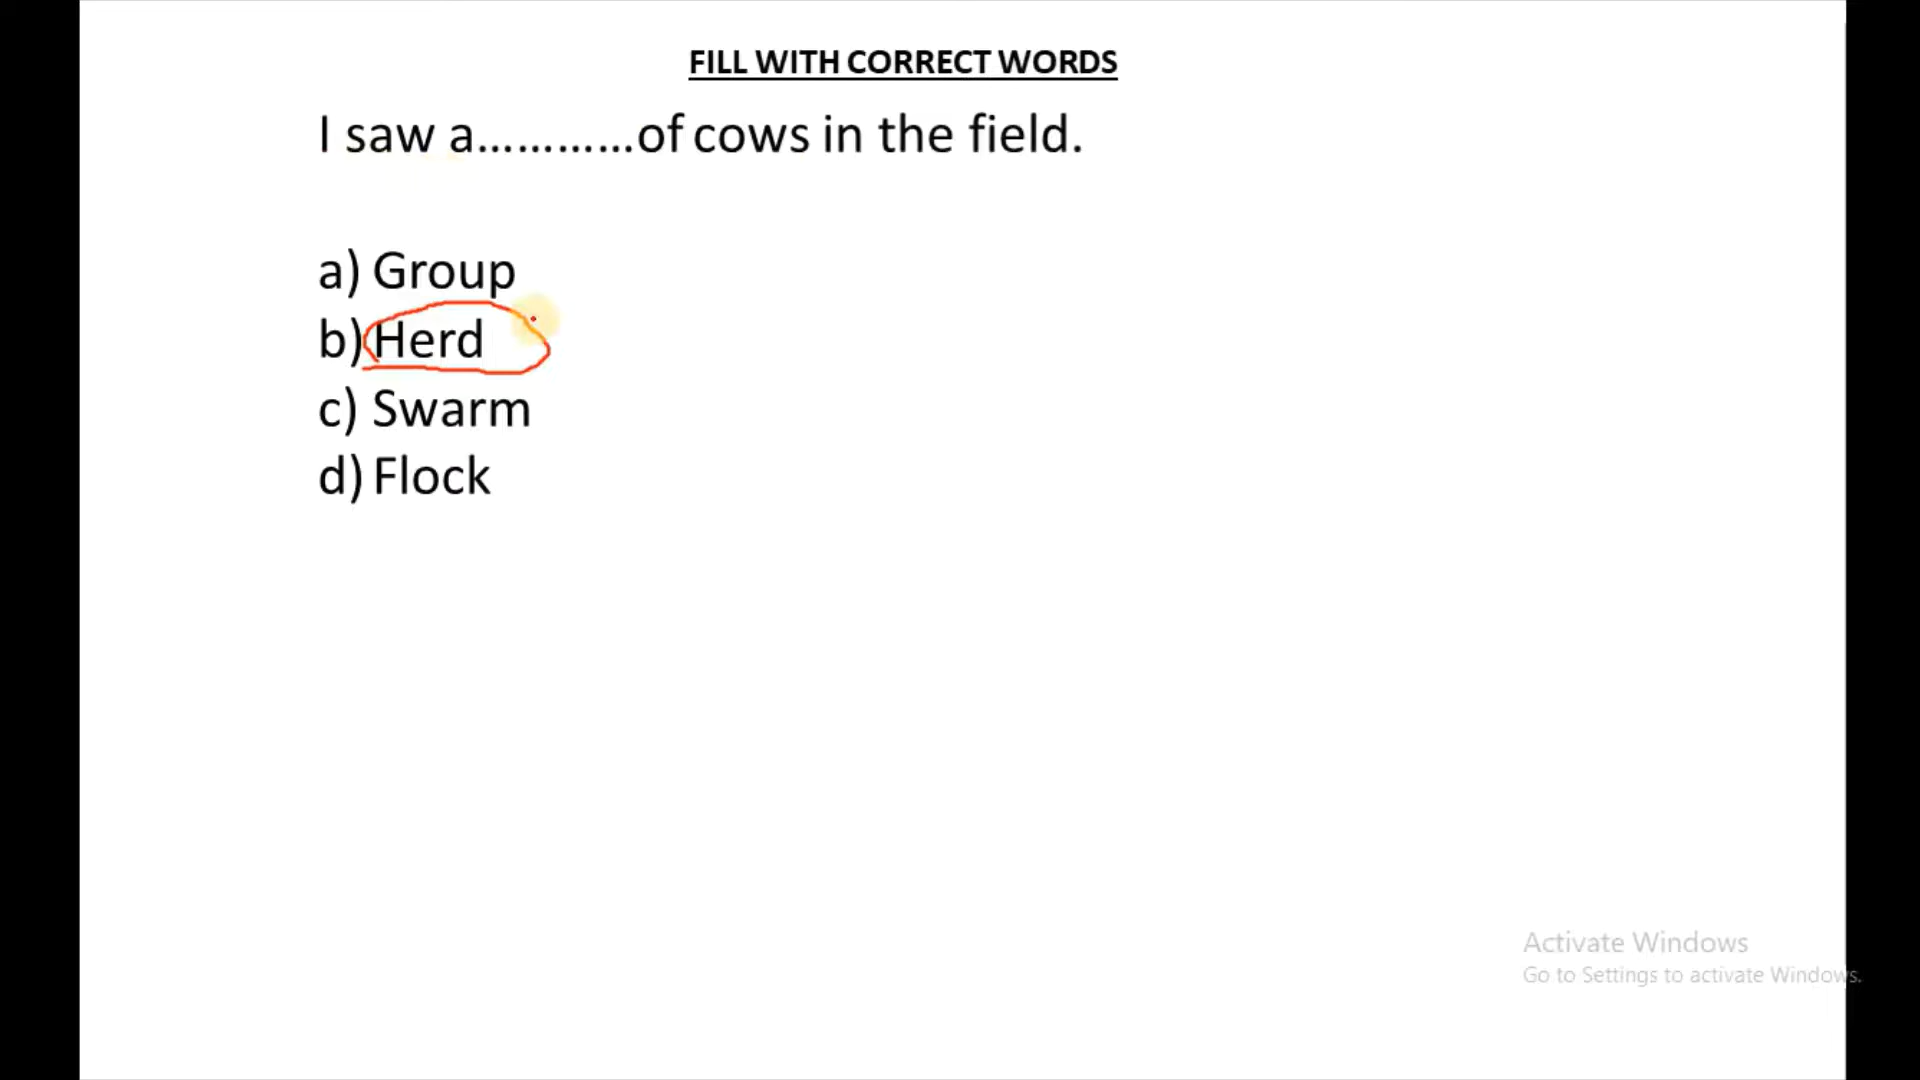 FILL WITH CORRECT WORDS
I saw a............of cows in the field.
a) Group
b) Herd
c) Swarm
d) Flock
Activate Windows
Go to Settings to activate Windows.